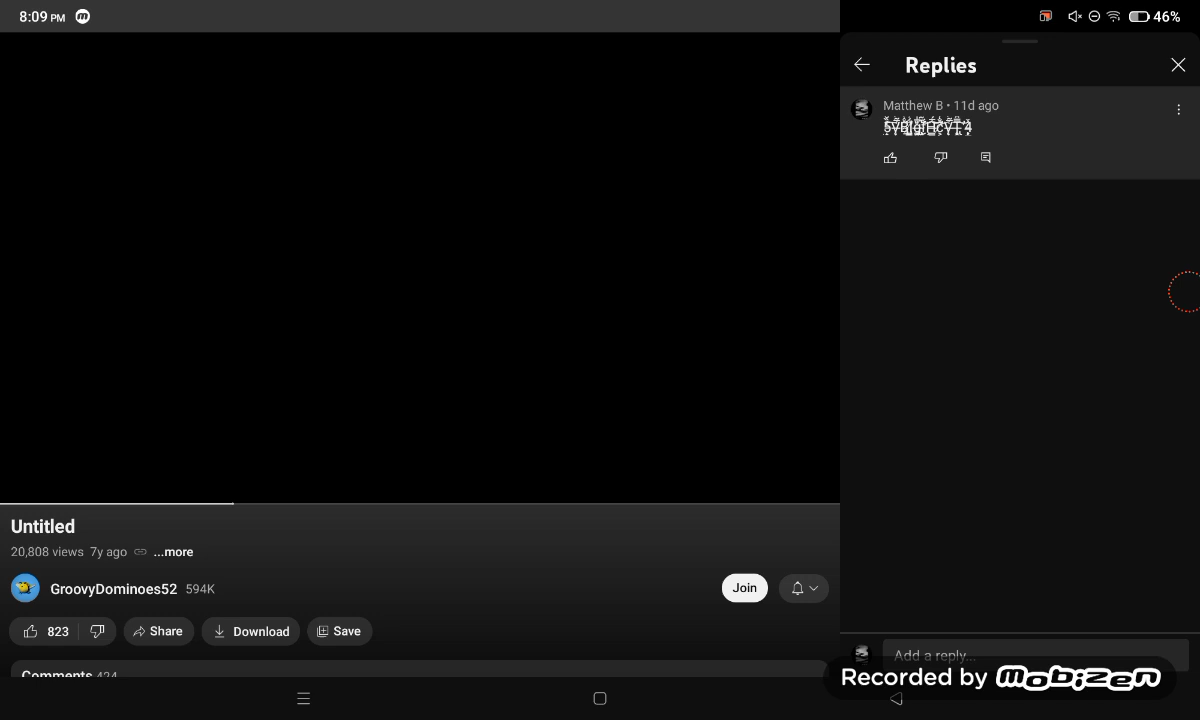 8:09 PM
46%
Replies
Matthew B • 11d ago
Untitled
20,808 views 7y ago ...more
GroovyDominoes52 594K
Join
823
Share
Download
Save
Comments 424
Add a reply...
Recorded by mobizen